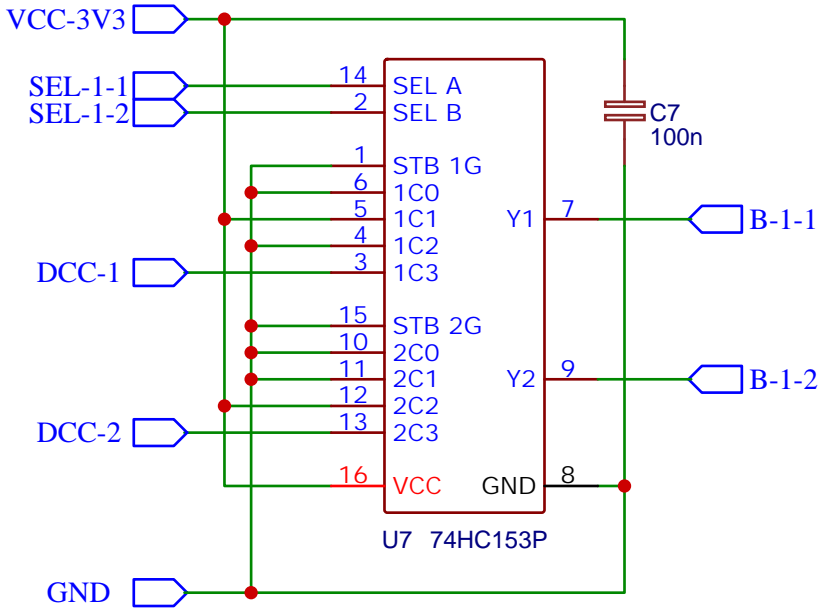 VCC-3V3
SEL-1-1 14 SEL A
SEL-1-2 2 SEL B
C7
100n
1 STB 1G
6 1C0
5 1C1 Y1 7 B-1-1
4 1C2
DCC-1 3 1C3
15 STB 2G
10 2C0
11 2C1 Y2 9 B-1-2
12 2C2
DCC-2 13 2C3
16 VCC GND 8
U7 74HC153P
GND